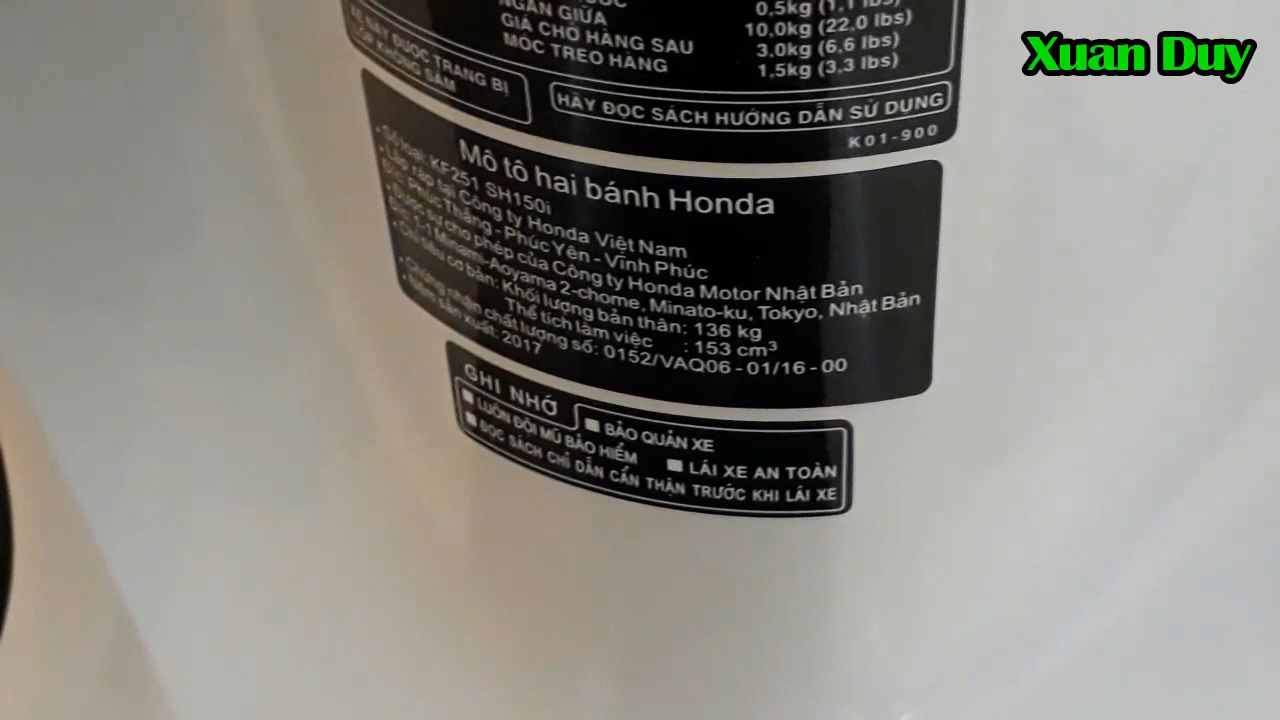 Xuan Duy
NGĂN GIỮA
0,5kg (1,1 lbs)
GIÁ CHỞ HÀNG SAU
10,0kg (22,0 lbs)
MÓC TREO HÀNG
3,0kg (6,6 lbs)
1,5kg (3,3 lbs)
XE NÀY ĐƯỢC TRANG BỊ
LỐP KHÔNG SĂM
HÃY ĐỌC SÁCH HƯỚNG DẪN SỬ DỤNG
K01-900
Mô tô hai bánh Honda
• Số loại: KF251 SH150i
• Lắp ráp tại Công ty Honda Việt Nam
Phúc Thắng - Phúc Yên - Vĩnh Phúc
• Được sự cho phép của Công ty Honda Motor Nhật Bản
1-1 Minami-Aoyama 2-chome, Minato-ku, Tokyo, Nhật Bản
• Chỉ tiêu cơ bản: Khối lượng bản thân: 136 kg
Thể tích làm việc : 153 cm³
• Chứng nhận chất lượng số: 0152/VAQ06 - 01/16 - 00
• Năm sản xuất: 2017
GHI NHỚ
BẢO QUẢN XE
LUÔN ĐỘI MŨ BẢO HIỂM
LÁI XE AN TOÀN
ĐỌC SÁCH CHỈ DẪN CẨN THẬN TRƯỚC KHI LÁI XE